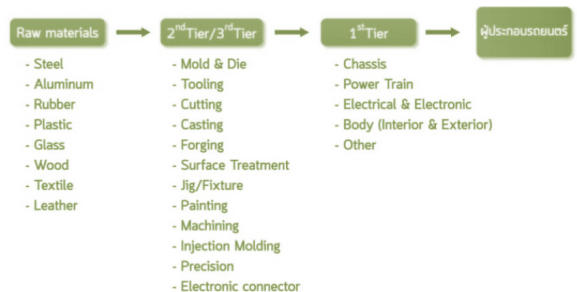 Raw materials
- Steel
- Aluminum
- Rubber
- Plastic
- Glass
- Wood
- Textile
- Leather
2ndTier/3rdTier
- Mold & Die
- Tooling
- Cutting
- Casting
- Forging
- Surface Treatment
- Jig/Fixture
- Painting
- Machining
- Injection Molding
- Precision
- Electronic connector
1stTier
- Chassis
- Power Train
- Electrical & Electronic
- Body (Interior & Exterior)
- Other
ผู้ประกอบรถยนตร์